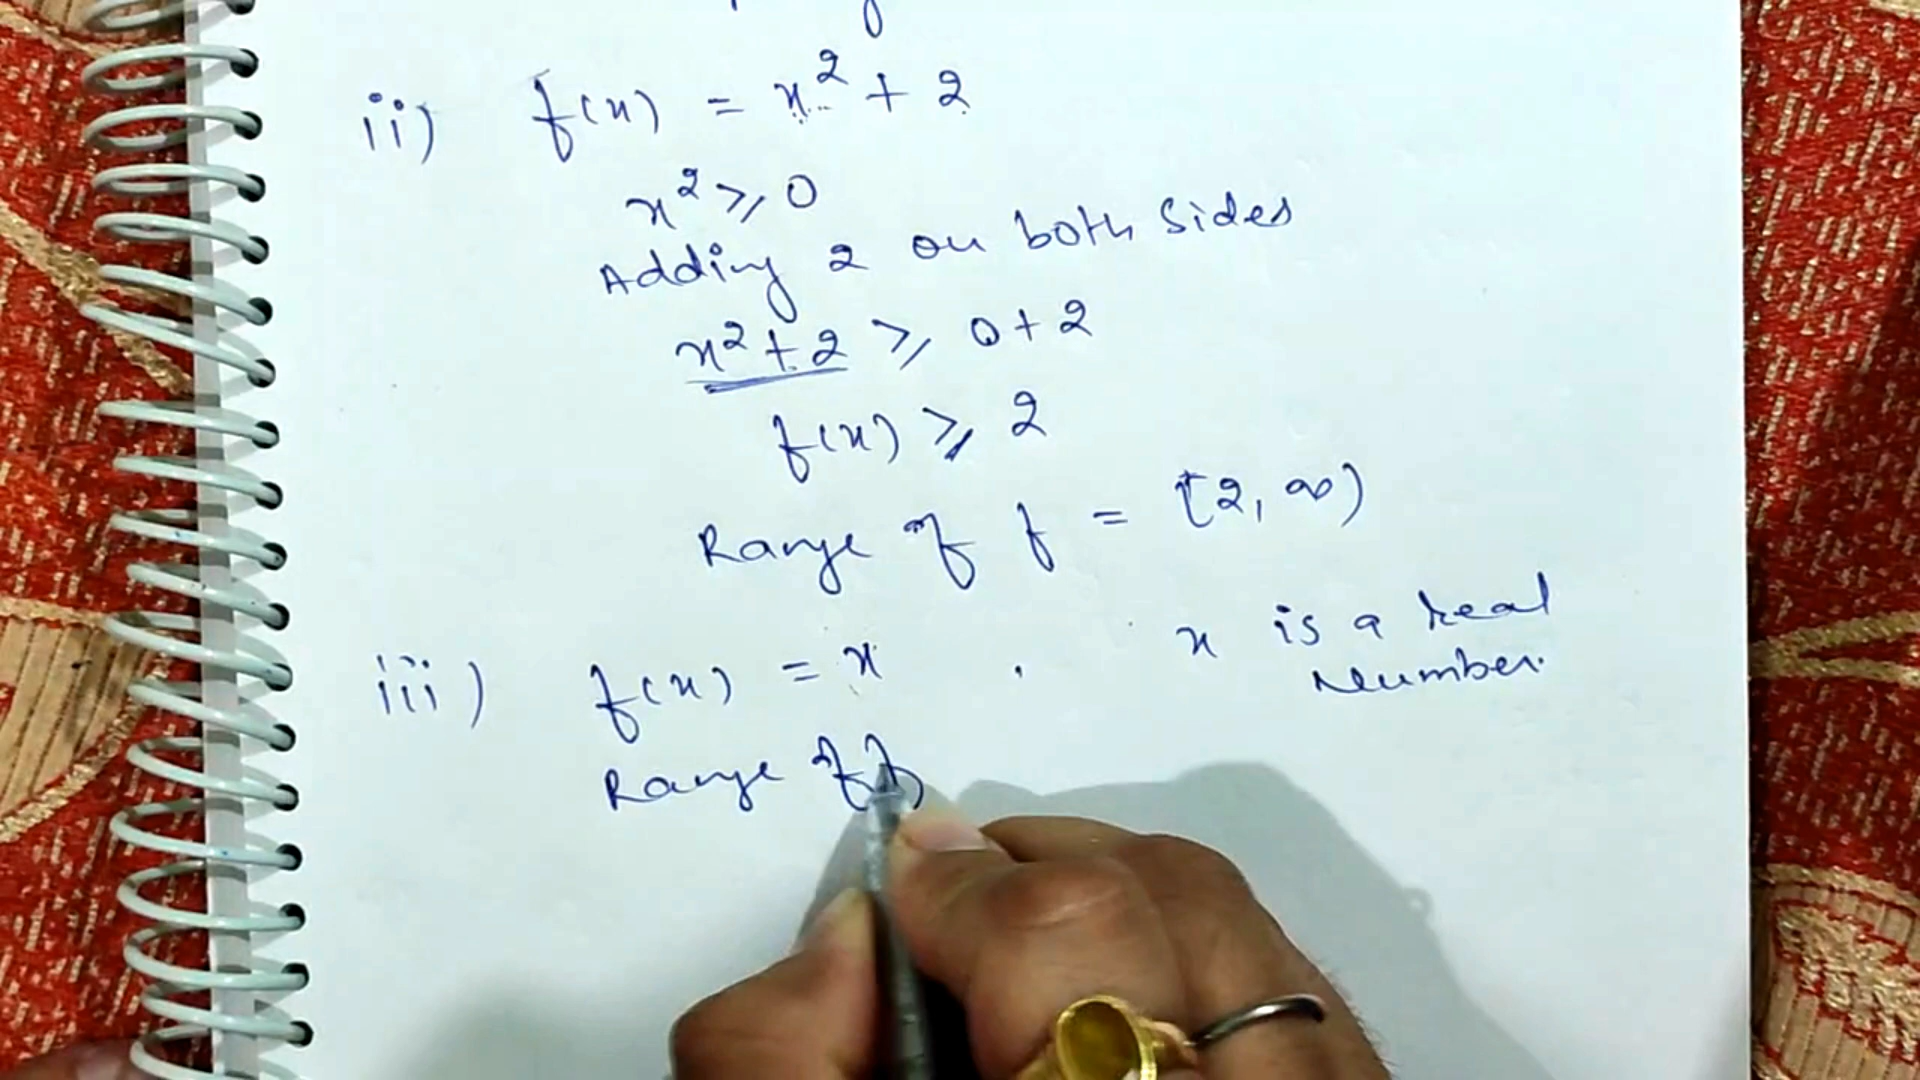 ii) f(x) = x² + 2
x² ≥ 0
Adding 2 on both Sides
x² + 2 ≥ 0 + 2
f(x) ≥ 2
Range of f = [2, ∞)
iii) f(x) = x . x is a real
Number.
Range of f